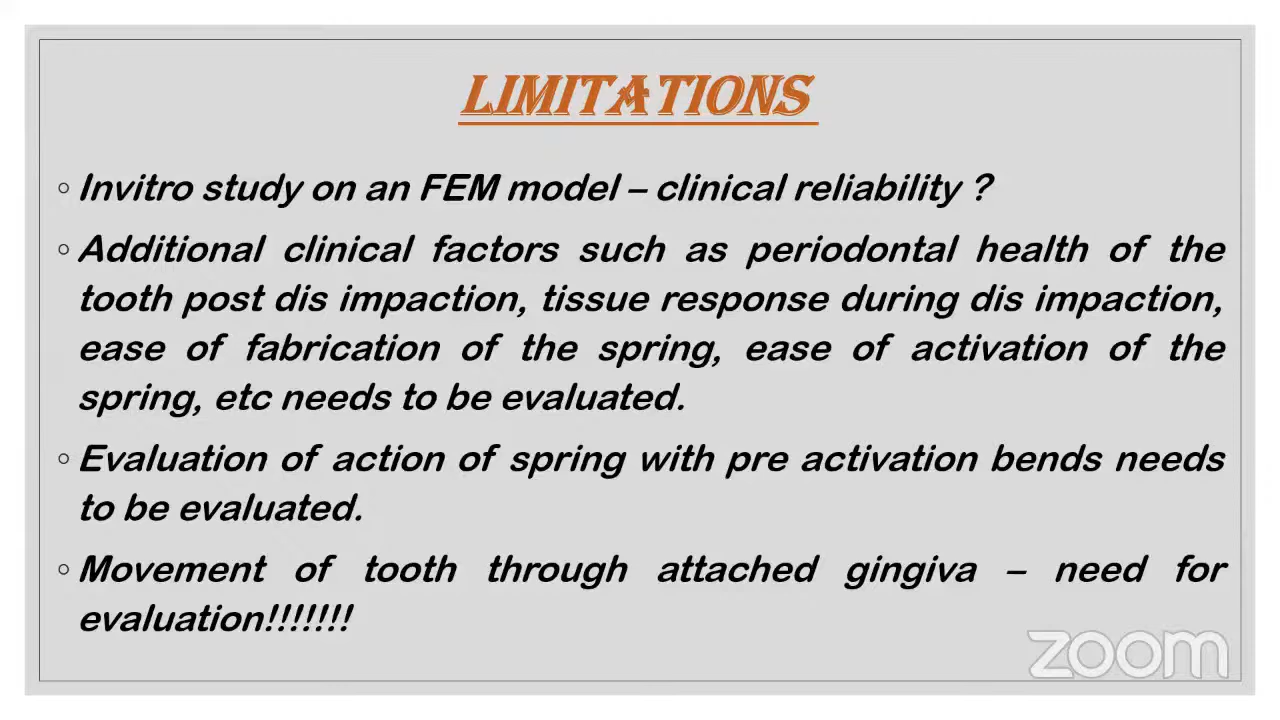 LIMITATIONS
◦ Invitro study on an FEM model – clinical reliability ?
◦ Additional clinical factors such as periodontal health of the
tooth post dis impaction, tissue response during dis impaction,
ease of fabrication of the spring, ease of activation of the
spring, etc needs to be evaluated.
◦ Evaluation of action of spring with pre activation bends needs
to be evaluated.
◦ Movement of tooth through attached gingiva – need for
evaluation!!!!!!!
zoom